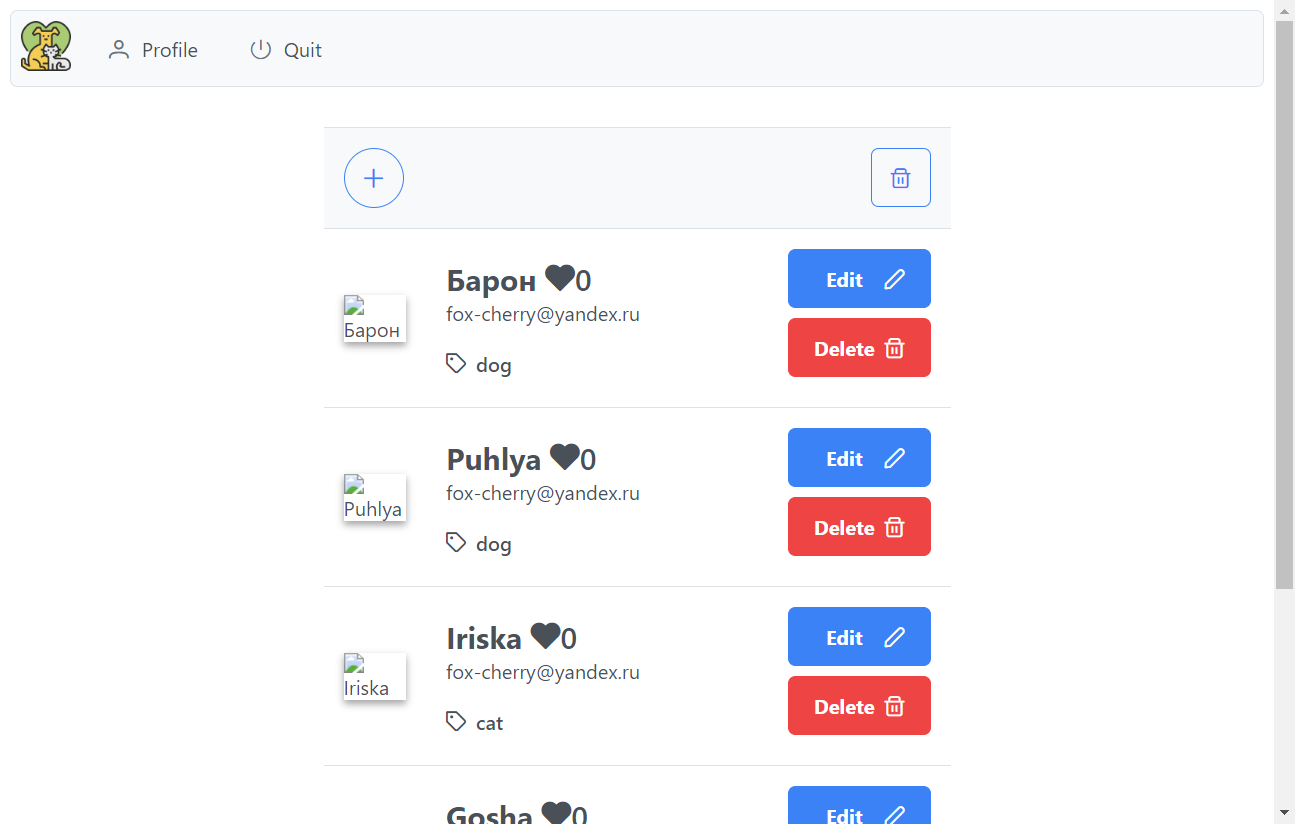 Profile
Quit
Барон 0
fox-cherry@yandex.ru
dog
Барон
Edit
Delete
Puhlya 0
fox-cherry@yandex.ru
dog
Puhlya
Edit
Delete
Iriska 0
fox-cherry@yandex.ru
cat
Iriska
Edit
Delete
Gosha 0
Edit